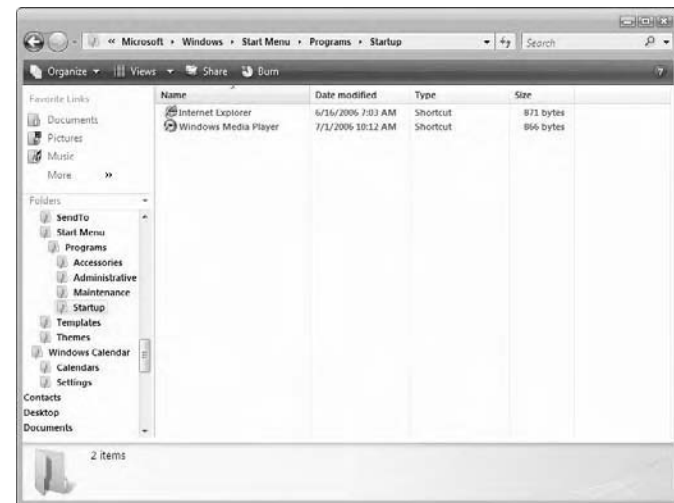 « Microsoft › Windows › Start Menu › Programs › Startup
Search
Organize Views Share Burn
Favorite Links
Documents
Pictures
Music
More »
Folders
SendTo
Start Menu
Programs
Accessories
Administrative
Maintenance
Startup
Templates
Themes
Windows Calendar
Calendars
Settings
Contacts
Desktop
Documents
Name Date modified Type Size
Internet Explorer 6/16/2006 7:03 AM Shortcut 871 bytes
Windows Media Player 7/1/2006 10:12 AM Shortcut 866 bytes
2 items